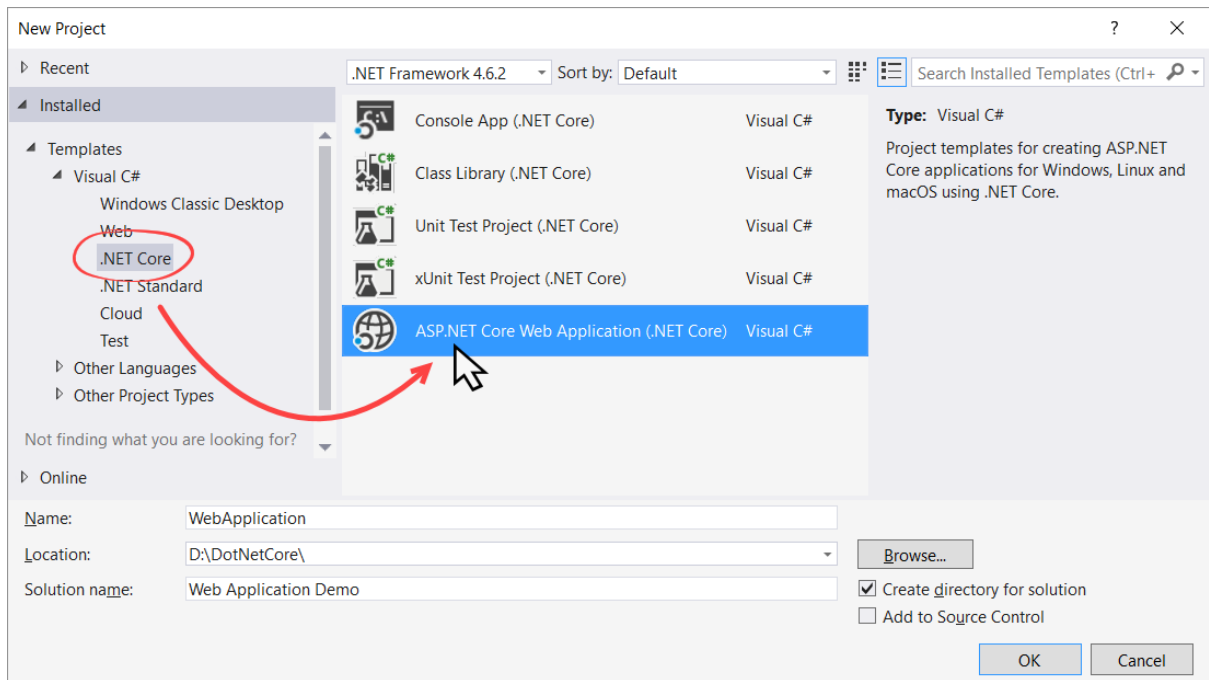 New Project
?
Recent
Installed
Templates
Visual C#
Windows Classic Desktop
Web
.NET Core
.NET Standard
Cloud
Test
Other Languages
Other Project Types
Not finding what you are looking for?
Online
.NET Framework 4.6.2
Sort by: Default
Search Installed Templates (Ctrl+
Console App (.NET Core) Visual C#
Class Library (.NET Core) Visual C#
Unit Test Project (.NET Core) Visual C#
xUnit Test Project (.NET Core) Visual C#
ASP.NET Core Web Application (.NET Core) Visual C#
Type: Visual C#
Project templates for creating ASP.NET
Core applications for Windows, Linux and
macOS using .NET Core.
Name: WebApplication
Location: D:\DotNetCore\
Browse...
Solution name: Web Application Demo
Create directory for solution
Add to Source Control
OK
Cancel